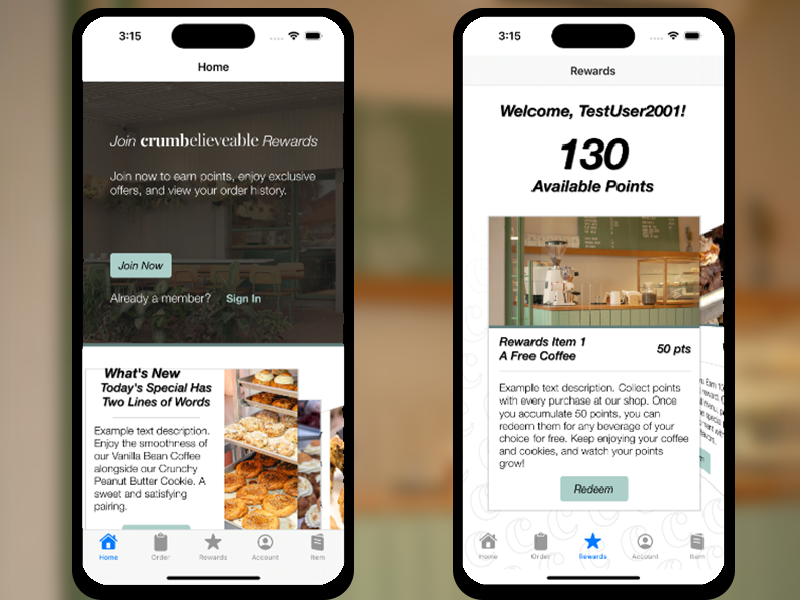 3:15
Home
Join crumbelieveable Rewards
Join now to earn points, enjoy exclusive
offers, and view your order history.
Join Now
Already a member? Sign In
What's New
Today's Special Has
Two Lines of Words
Example text description.
Enjoy the smoothness of
our Vanilla Bean Coffee
alongside our Crunchy
Peanut Butter Cookie. A
sweet and satisfying
pairing.
Home Order Rewards Account Item
3:15
Rewards
Welcome, TestUser2001!
130
Available Points
Rewards Item 1
A Free Coffee
50 pts
Example text description. Collect points
with every purchase at our shop. Once
you accumulate 50 points, you can
redeem them for any beverage of your
choice for free. Keep enjoying your coffee
and cookies, and watch your points
grow!
Redeem
Home Order Rewards Account Item